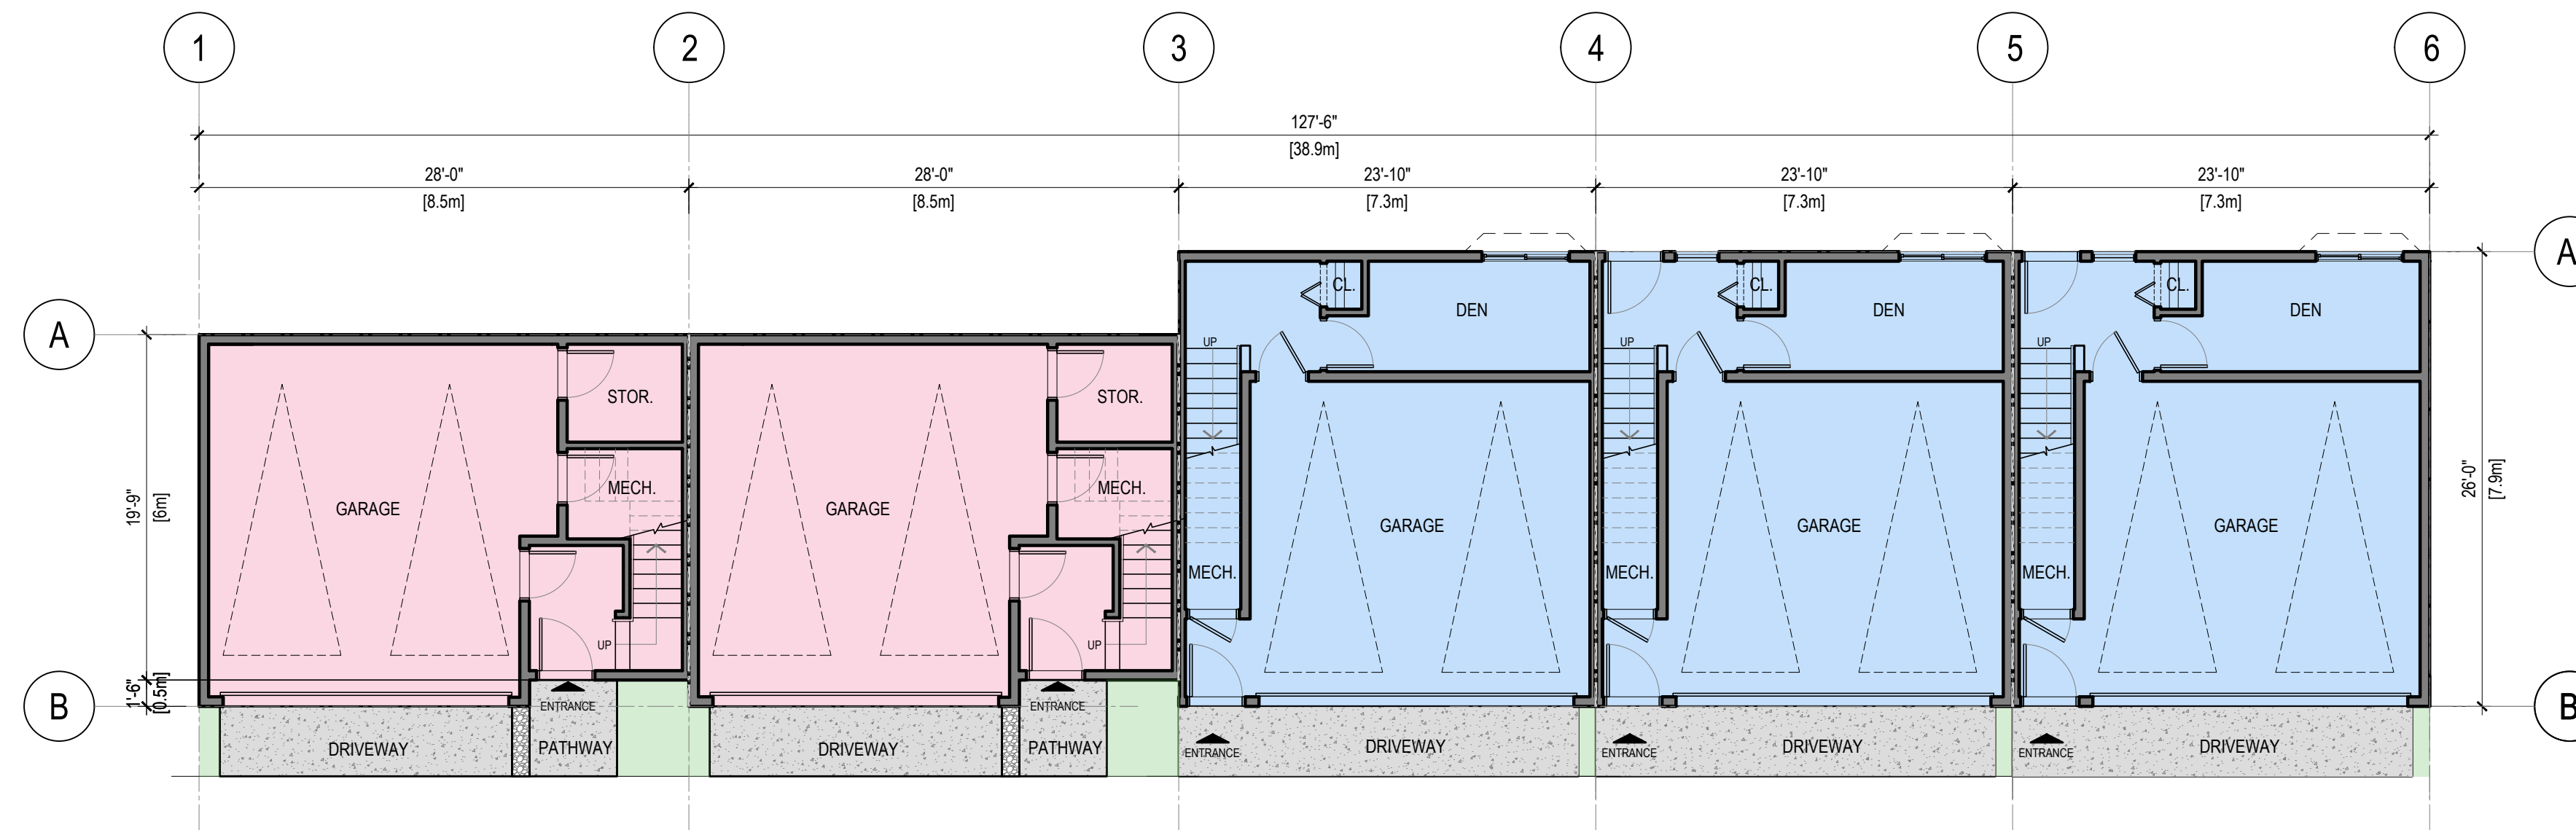 1 2 3 4 5 6
127'-6"
[38.9m]
28'-0" 28'-0" 23'-10" 23'-10" 23'-10"
[8.5m] [8.5m] [7.3m] [7.3m] [7.3m]
A
CL. CL. CL.
DEN DEN DEN
A
UP UP UP
STOR. STOR.
19'-9"
[6m]
26'-0"
[7.9m]
MECH. MECH.
GARAGE GARAGE
GARAGE GARAGE GARAGE
MECH. MECH. MECH.
UP UP
1'-6"
[0.5m]
B
ENTRANCE ENTRANCE
B
DRIVEWAY PATHWAY DRIVEWAY PATHWAY
DRIVEWAY DRIVEWAY DRIVEWAY
ENTRANCE ENTRANCE ENTRANCE